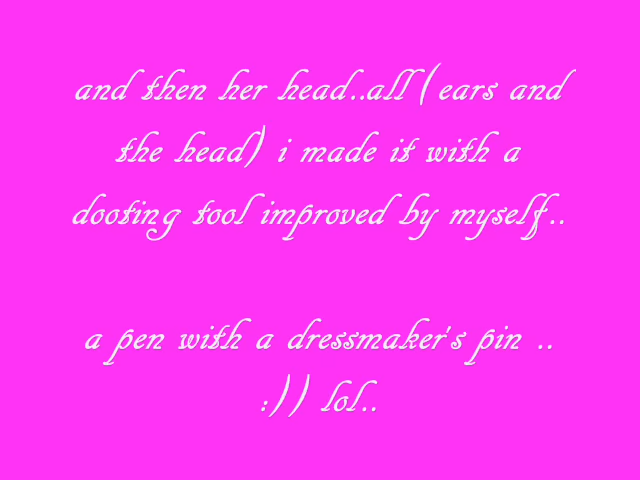 and then her head..all ( ears and
the head) i made it with a
dooting tool improved by myself..
a pen with a dressmaker's pin ..
:)) lol..